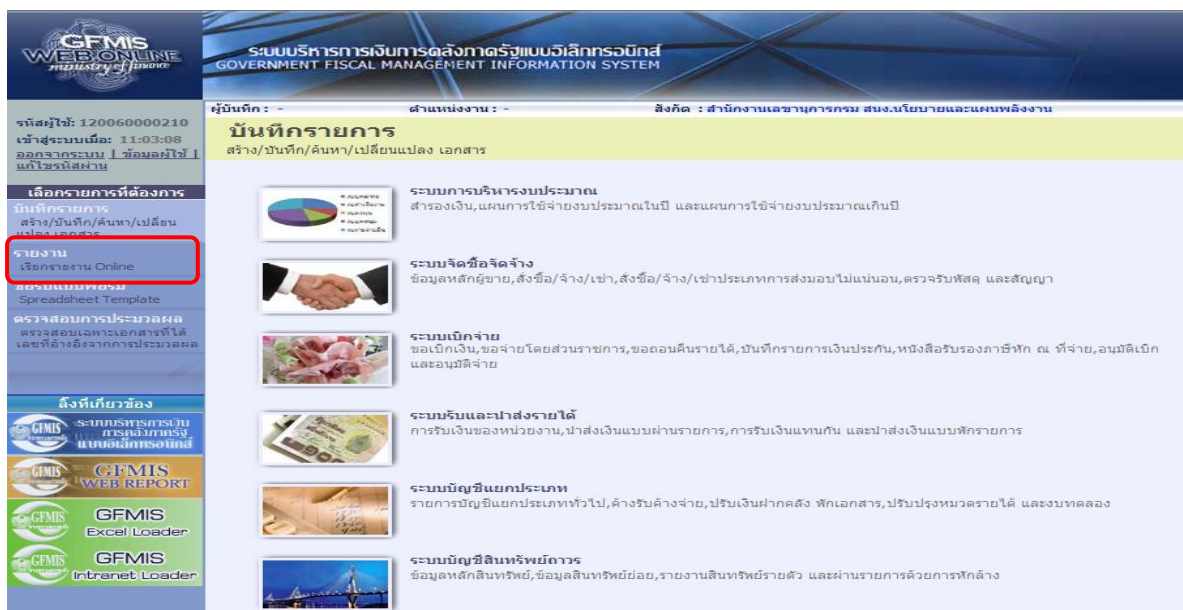 GFMIS
WEB ONLINE
ministry of finance
ระบบบริหารการเงินการคลังภาครัฐแบบอิเล็กทรอนิกส์
GOVERNMENT FISCAL MANAGEMENT INFORMATION SYSTEM
ผู้บันทึก : - ตำแหน่งงาน : - สังกัด : สำนักงานเลขานุการกรม สนง.นโยบายและแผนพลังงาน
รหัสผู้ใช้: 120060000210
เข้าสู่ระบบเมื่อ: 11:03:08
ออกจากระบบ | ข้อมูลผู้ใช้ |
แก้ไขรหัสผ่าน
บันทึกรายการ
สร้าง/บันทึก/ค้นหา/เปลี่ยนแปลง เอกสาร
เลือกรายการที่ต้องการ
บันทึกรายการ
สร้าง/บันทึก/ค้นหา/เปลี่ยน
แปลง เอกสาร
รายงาน
เรียกรายงาน Online
ขอรับแบบฟอร์ม
Spreadsheet Template
ตรวจสอบการประมวลผล
ตรวจสอบเฉพาะเอกสารที่ได้
เลขที่อ้างอิงจากการประมวลผล
ลิ้งที่เกี่ยวข้อง
GFMIS ระบบบริหารการเงิน
การคลังภาครัฐ
แบบอิเล็กทรอนิกส์
GFMIS GFMIS
WEB REPORT
GFMIS GFMIS
Excel Loader
GFMIS GFMIS
Intranet Loader
ระบบการบริหารงบประมาณ
สำรองเงิน,แผนการใช้จ่ายงบประมาณในปี และแผนการใช้จ่ายงบประมาณเกินปี
ระบบจัดซื้อจัดจ้าง
ข้อมูลหลักผู้ขาย,สั่งซื้อ/จ้าง/เช่า,สั่งซื้อ/จ้าง/เช่าประเภทการส่งมอบไม่แน่นอน,ตรวจรับพัสดุ และสัญญา
ระบบเบิกจ่าย
ขอเบิกเงิน,ขอจ่ายโดยส่วนราชการ,ขอถอนคืนรายได้,บันทึกรายการเงินประกัน,หนังสือรับรองภาษีหัก ณ ที่จ่าย,อนุมัติเบิก
และอนุมัติจ่าย
ระบบรับและนำส่งรายได้
การรับเงินของหน่วยงาน,นำส่งเงินแบบผ่านรายการ,การรับเงินแทนกัน และนำส่งเงินแบบพักรายการ
ระบบบัญชีแยกประเภท
รายการบัญชีแยกประเภททั่วไป,ค้างรับค้างจ่าย,ปรับเงินฝากคลัง พักเอกสาร,ปรับปรุงหมวดรายได้ และงบทดลอง
ระบบบัญชีสินทรัพย์ถาวร
ข้อมูลหลักสินทรัพย์,ข้อมูลสินทรัพย์ย่อย,รายงานสินทรัพย์รายตัว และผ่านรายการด้วยการหักล้าง